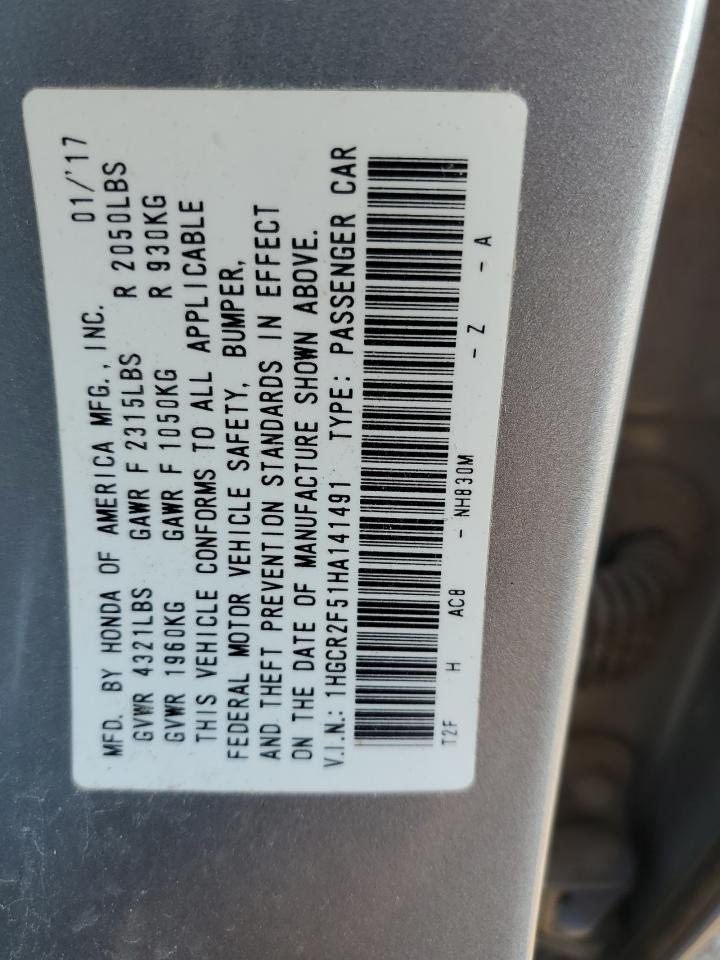 MFD. BY HONDA OF AMERICA MFG., INC. 01/'17
GVWR 4321LBS GAWR F 2315LBS R 2050LBS
GVWR 1960KG GAWR F 1050KG R 930KG
THIS VEHICLE CONFORMS TO ALL APPLICABLE
FEDERAL MOTOR VEHICLE SAFETY, BUMPER,
AND THEFT PREVENTION STANDARDS IN EFFECT
ON THE DATE OF MANUFACTURE SHOWN ABOVE.
V.I.N.: 1HGCR2F51HA141491 TYPE: PASSENGER CAR
T2F H AC8 - NH830M - Z - A